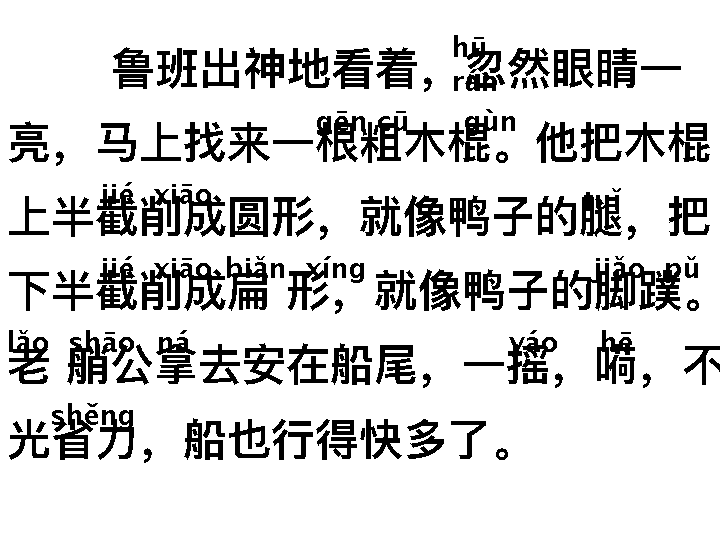 hū
鲁班出神地看着，忽然眼睛一
rán
gēn cū gùn
亮，马上找来一根粗木棍。他把木棍
jié xiāo tuǐ
上半截削成圆形，就像鸭子的腿，把
jié xiāo biǎn xíng jiǎo pǔ
下半截削成扁 形，就像鸭子的脚蹼。
lǎo shāo ná yáo hē
老 艄公拿去安在船尾，一摇，嗬，不
shěng
光省力，船也行得快多了。